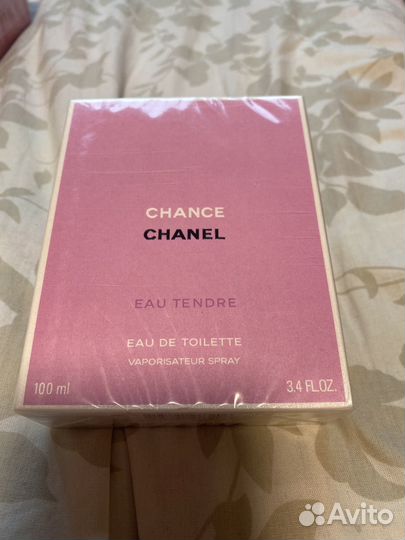 CHANCE
CHANEL
EAU TENDRE
EAU DE TOILETTE
VAPORISATEUR SPRAY
100 ml 3.4 FL.OZ.
Avito